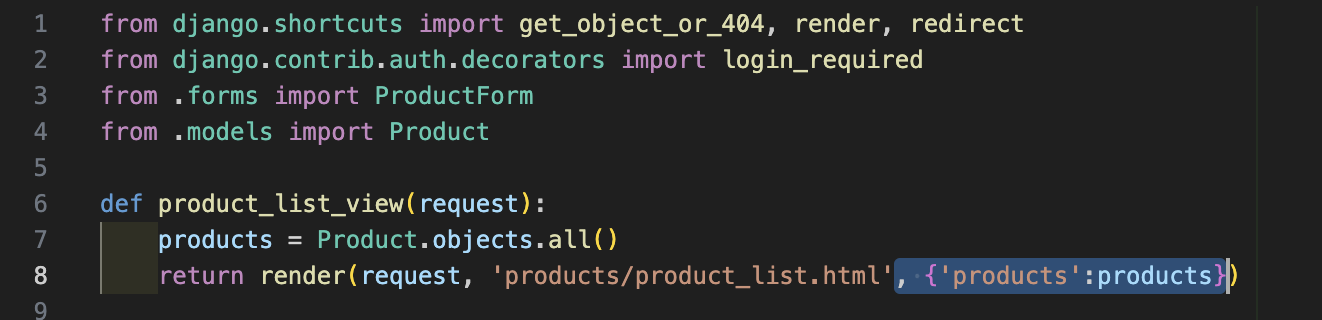 1 from django.shortcuts import get_object_or_404, render, redirect
2 from django.contrib.auth.decorators import login_required
3 from .forms import ProductForm
4 from .models import Product
5
6 def product_list_view(request):
7     products = Product.objects.all()
8     return render(request, 'products/product_list.html', {'products':products})
9